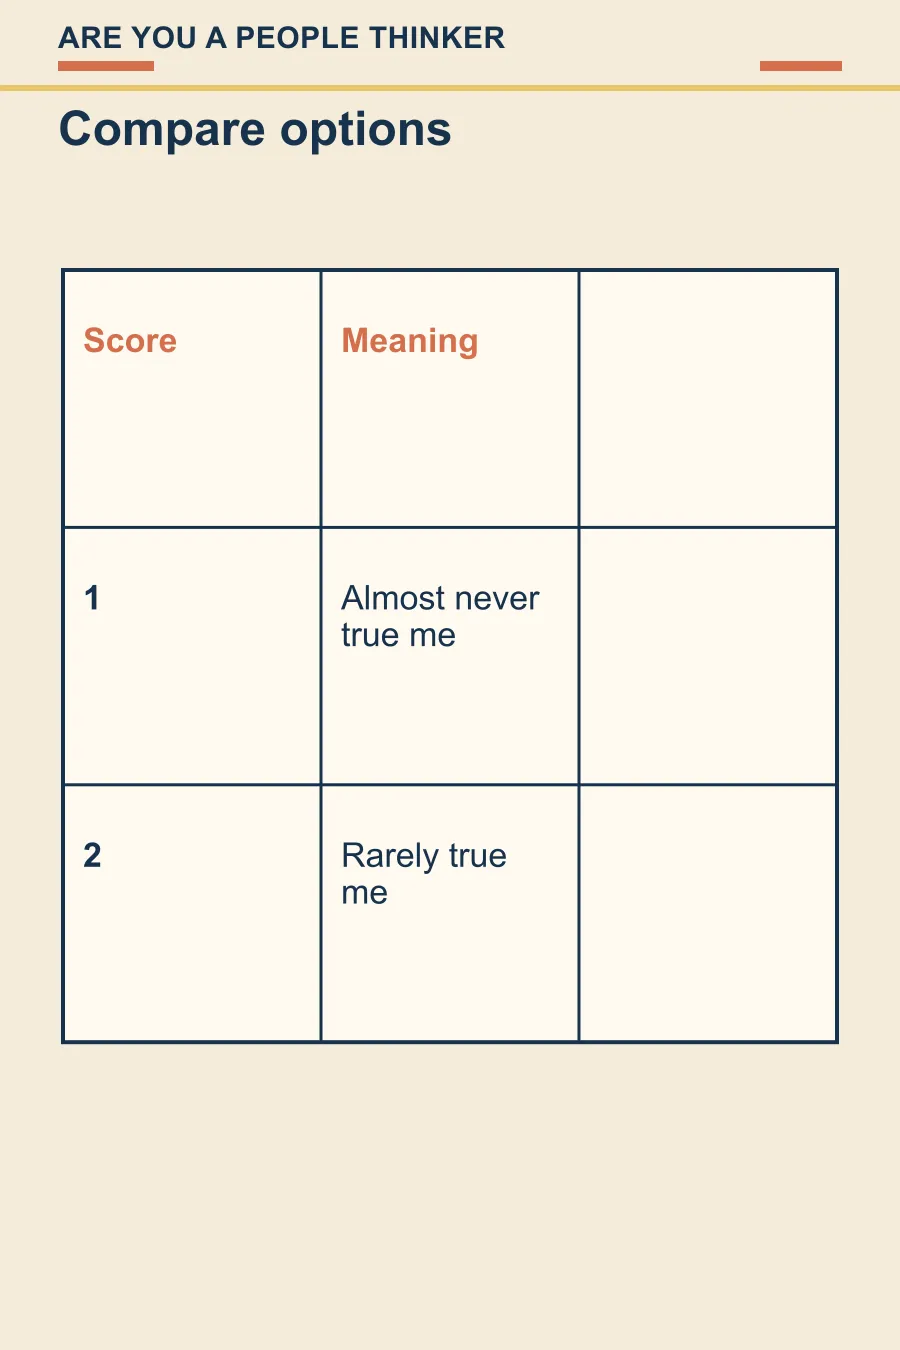 ARE YOU A PEOPLE THINKER
Compare options
Score
Meaning
1
Almost never
true me
2
Rarely true
me